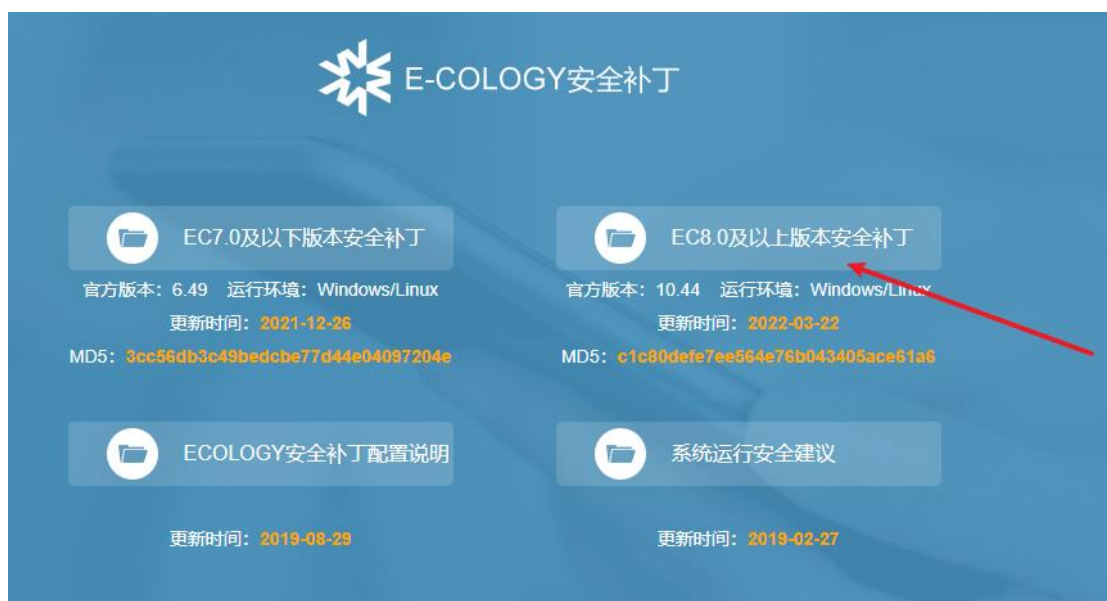 E-COLOGY安全补丁
EC7.0及以下版本安全补丁
官方版本：6.49 运行环境：Windows/Linux
更新时间：2021-12-26
MD5：3cc56db3c49bedcbe77d44e04097204e
EC8.0及以上版本安全补丁
官方版本：10.44 运行环境：Windows/Linux
更新时间：2022-03-22
MD5：c1c80defe7ee564e76b043405ace61a6
ECOLOGY安全补丁配置说明
更新时间：2019-08-29
系统运行安全建议
更新时间：2019-02-27